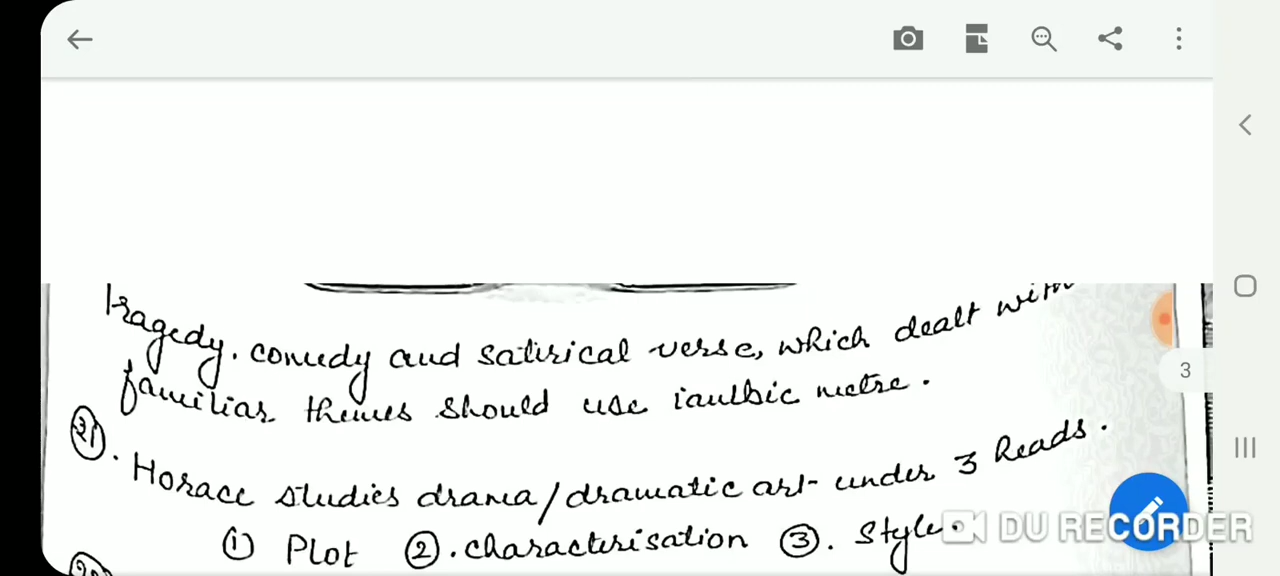 Tragedy. comedy and satirical verse, which dealt with
familiar themes should use iambic metre.
21. Horace studies drama/dramatic art under 3 Heads.
1 Plot 2. characterisation 3. Style.
3
DU RECORDER